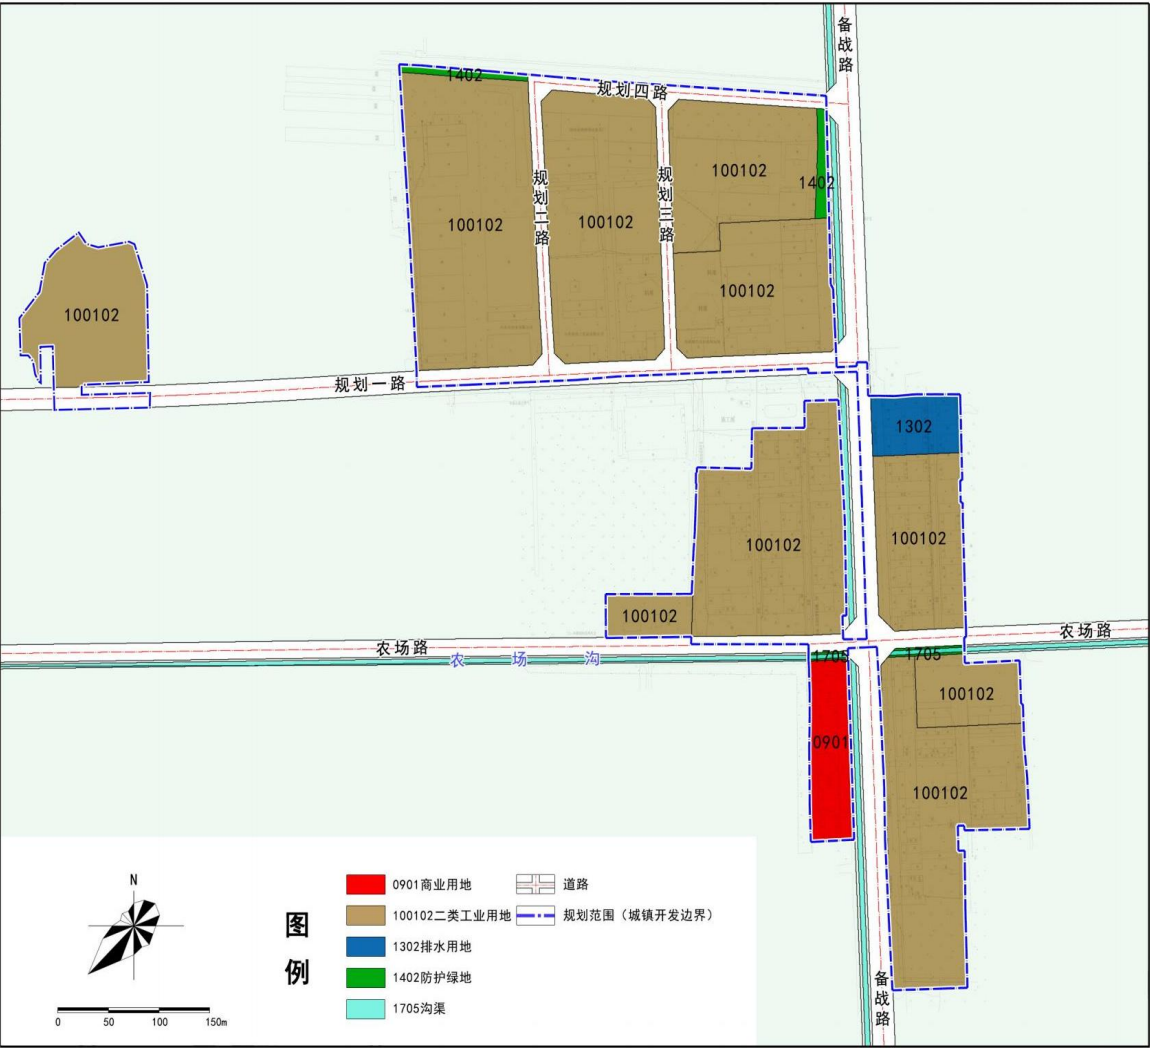 备战路
1402
规划四路
100102
1402
规划二路
规划三路
100102
100102
100102
100102
规划一路
1302
100102
100102
100102
农场路
农场路
农场沟
1705
1705
100102
0901
100102
备战路
N
0 50 100 150m
图例
0901商业用地
道路
100102二类工业用地
规划范围（城镇开发边界）
1302排水用地
1402防护绿地
1705沟渠